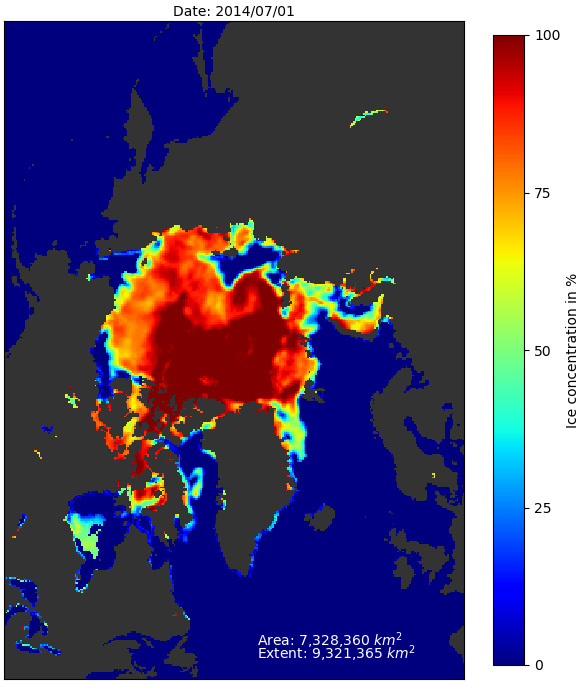 Date: 2014/07/01
100
75
50
25
0
Ice concentration in %
Area: 7,328,360 km²
Extent: 9,321,365 km²